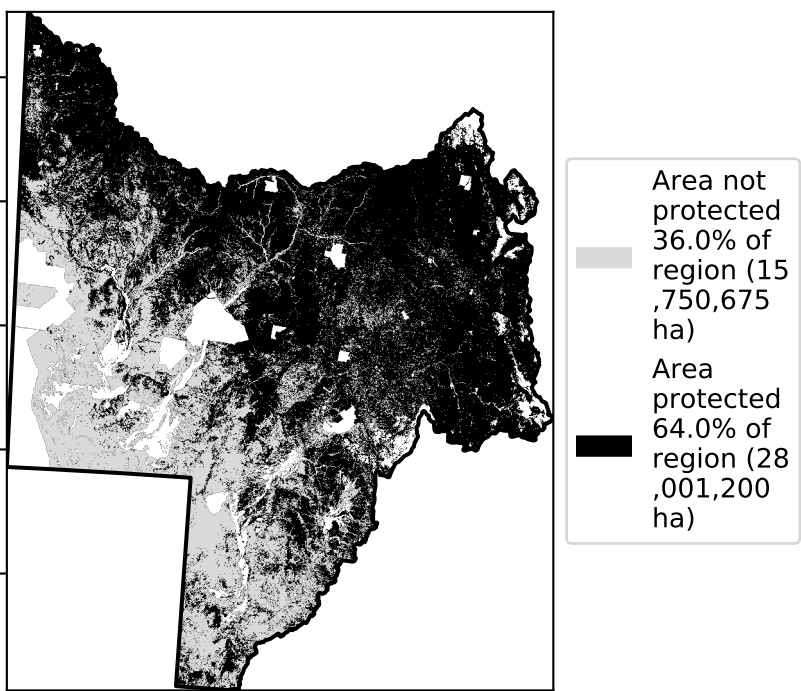 Area not
protected
36.0% of
region (15
,750,675
ha)
Area
protected
64.0% of
region (28
,001,200
ha)